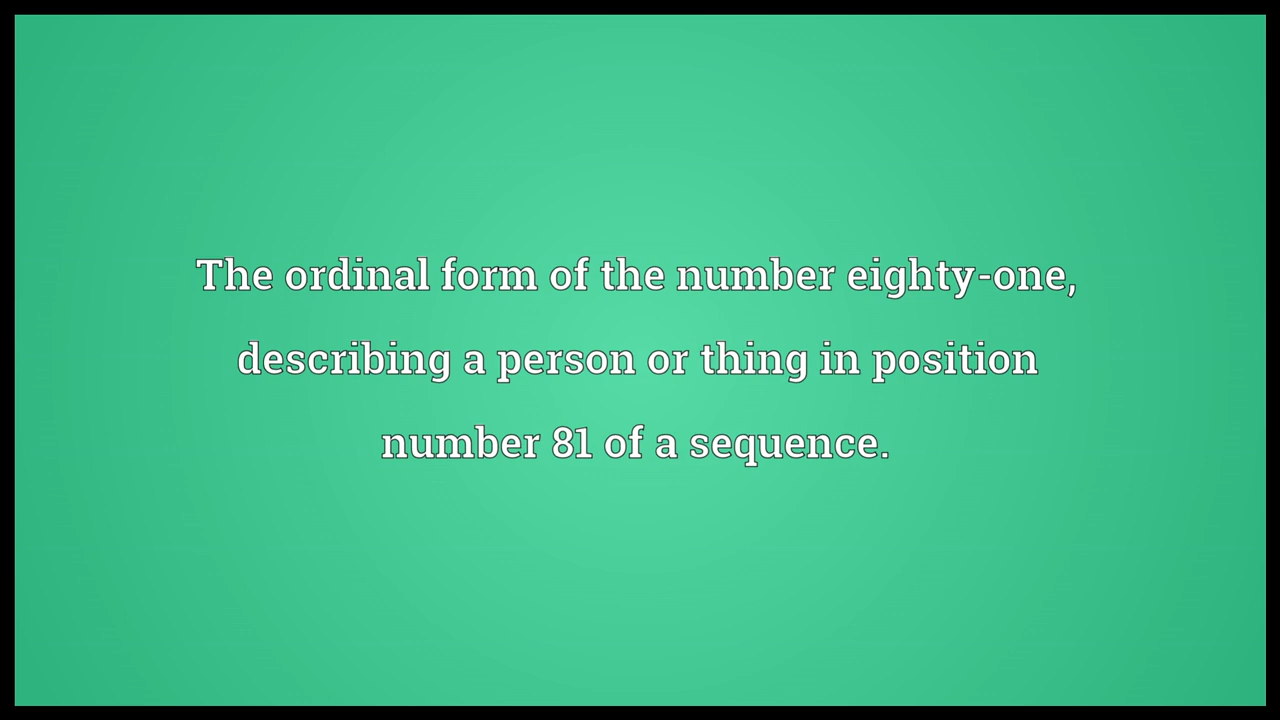 The ordinal form of the number eighty-one,
describing a person or thing in position
number 81 of a sequence.